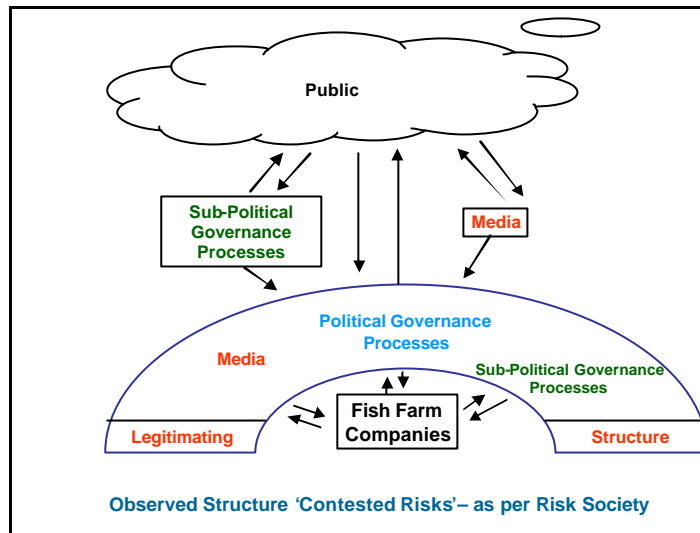 Public
Sub-Political
Governance
Processes
Media
Political Governance
Processes
Media
Sub-Political Governance
Processes
Fish Farm
Companies
Legitimating
Structure
Observed Structure ‘Contested Risks’– as per Risk Society